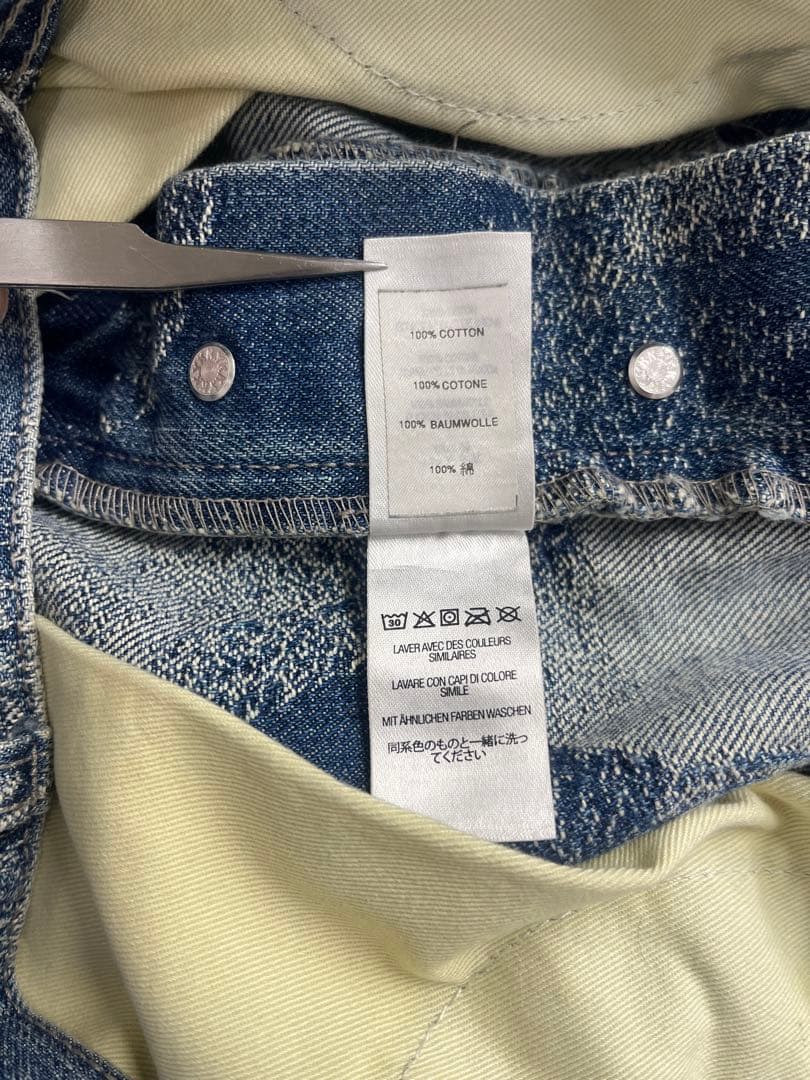 100% COTTON
100% COTONE
100% BAUMWOLLE
100% 綿
30
LAVER AVEC DES COULEURS
SIMILAIRES
LAVARE CON CAPI DI COLORE
SIMILE
MIT ÄHNLICHEN FARBEN WASCHEN
同系色のものと一緒に洗っ
てください